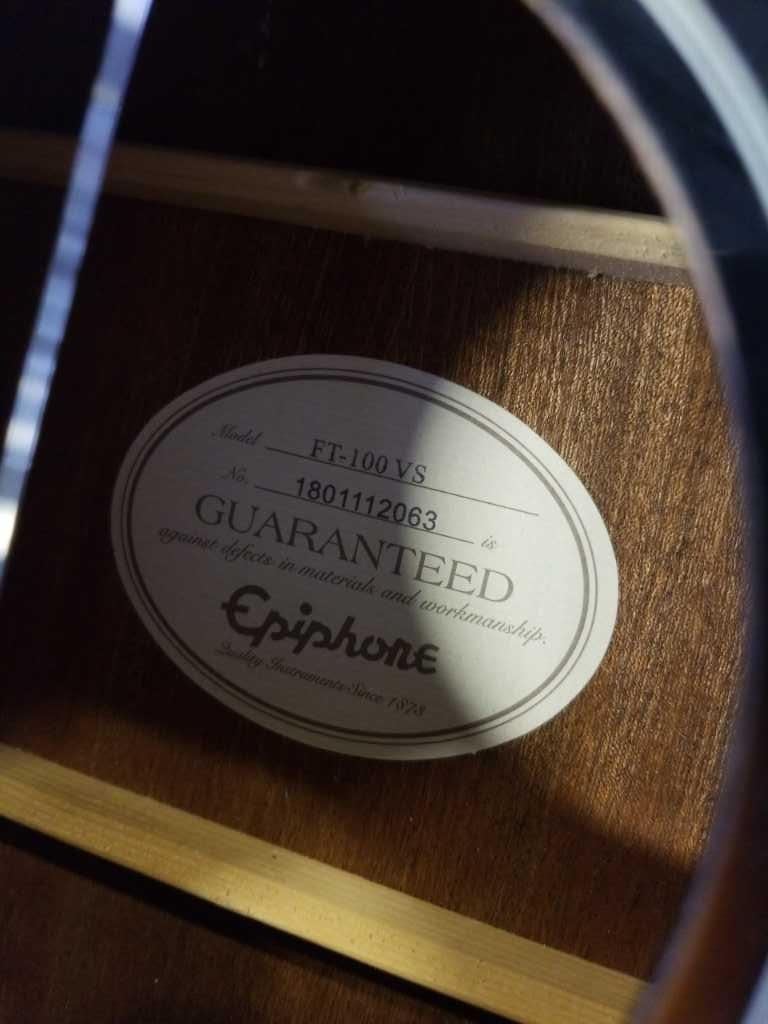 Model FT-100 VS
No. 1801112063 is
GUARANTEED
against defects in materials and workmanship.
Epiphone
Quality Instruments Since 1873